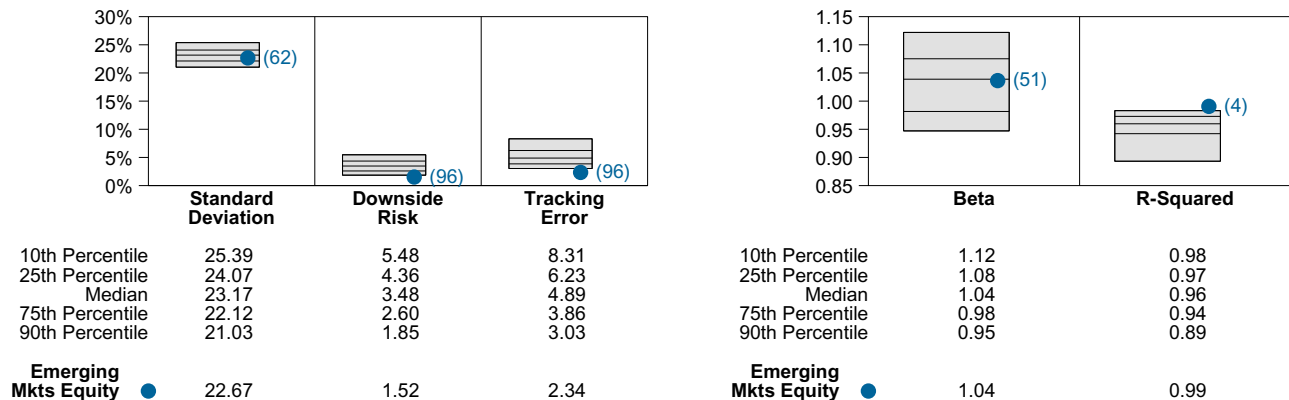 30%
25%
20%
15%
10%
5%
0%
(62)
(96)
(96)
Standard Deviation
Downside Risk
Tracking Error
10th Percentile 25.39 5.48 8.31
25th Percentile 24.07 4.36 6.23
Median 23.17 3.48 4.89
75th Percentile 22.12 2.60 3.86
90th Percentile 21.03 1.85 3.03
Emerging
Mkts Equity 22.67 1.52 2.34
1.15
1.10
1.05
1.00
0.95
0.90
0.85
(51)
(4)
Beta R-Squared
10th Percentile 1.12 0.98
25th Percentile 1.08 0.97
Median 1.04 0.96
75th Percentile 0.98 0.94
90th Percentile 0.95 0.89
Emerging
Mkts Equity 1.04 0.99